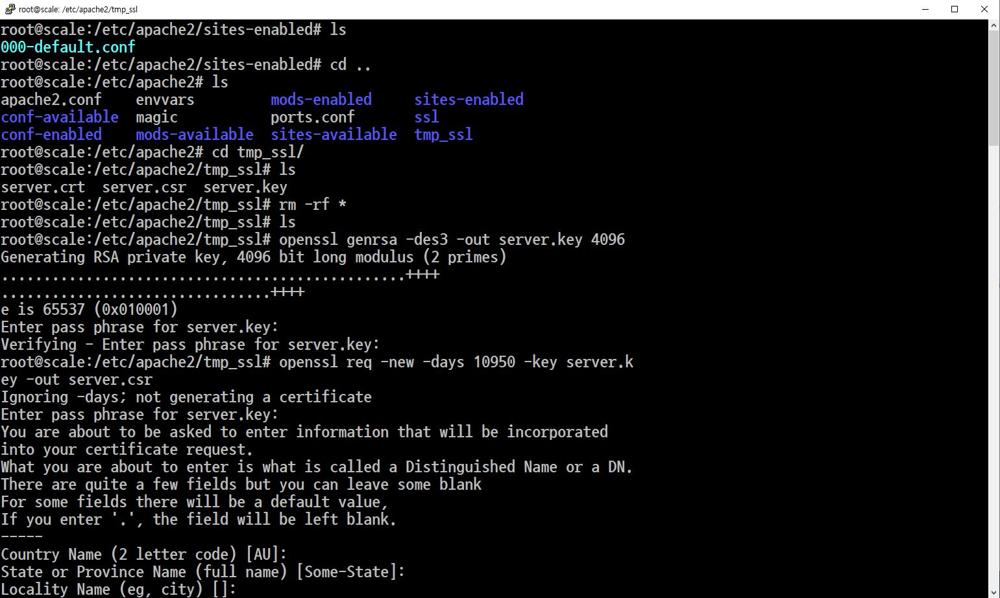 root@scale: /etc/apache2/tmp_ssl
root@scale:/etc/apache2/sites-enabled# ls
000-default.conf
root@scale:/etc/apache2/sites-enabled# cd ..
root@scale:/etc/apache2# ls
apache2.conf    envvars         mods-enabled     sites-enabled
conf-available  magic           ports.conf       ssl
conf-enabled    mods-available  sites-available  tmp_ssl
root@scale:/etc/apache2# cd tmp_ssl/
root@scale:/etc/apache2/tmp_ssl# ls
server.crt  server.csr  server.key
root@scale:/etc/apache2/tmp_ssl# rm -rf *
root@scale:/etc/apache2/tmp_ssl# ls
root@scale:/etc/apache2/tmp_ssl# openssl genrsa -des3 -out server.key 4096
Generating RSA private key, 4096 bit long modulus (2 primes)
................................................++++
................................++++
e is 65537 (0x010001)
Enter pass phrase for server.key:
Verifying - Enter pass phrase for server.key:
root@scale:/etc/apache2/tmp_ssl# openssl req -new -days 10950 -key server.k
ey -out server.csr
Ignoring -days; not generating a certificate
Enter pass phrase for server.key:
You are about to be asked to enter information that will be incorporated
into your certificate request.
What you are about to enter is what is called a Distinguished Name or a DN.
There are quite a few fields but you can leave some blank
For some fields there will be a default value,
If you enter '.', the field will be left blank.
-----
Country Name (2 letter code) [AU]:
State or Province Name (full name) [Some-State]:
Locality Name (eg, city) []: